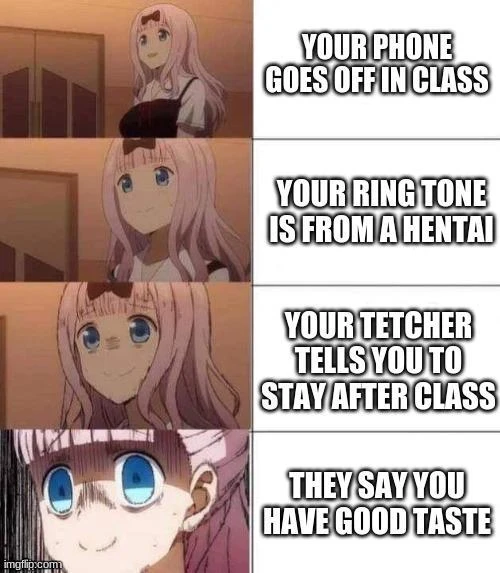 YOUR PHONE
GOES OFF IN CLASS
YOUR RING TONE
IS FROM A HENTAI
YOUR TETCHER
TELLS YOU TO
STAY AFTER CLASS
THEY SAY YOU
HAVE GOOD TASTE
imgflip.com